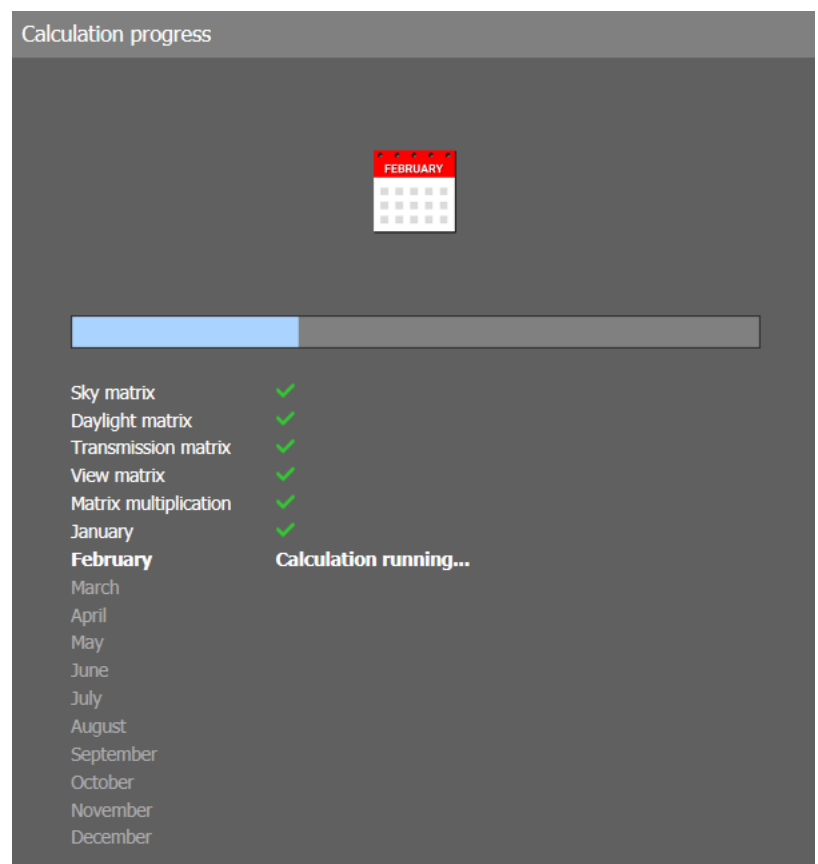 Calculation progress
FEBRUARY
Sky matrix
Daylight matrix
Transmission matrix
View matrix
Matrix multiplication
January
February Calculation running...
March
April
May
June
July
August
September
October
November
December